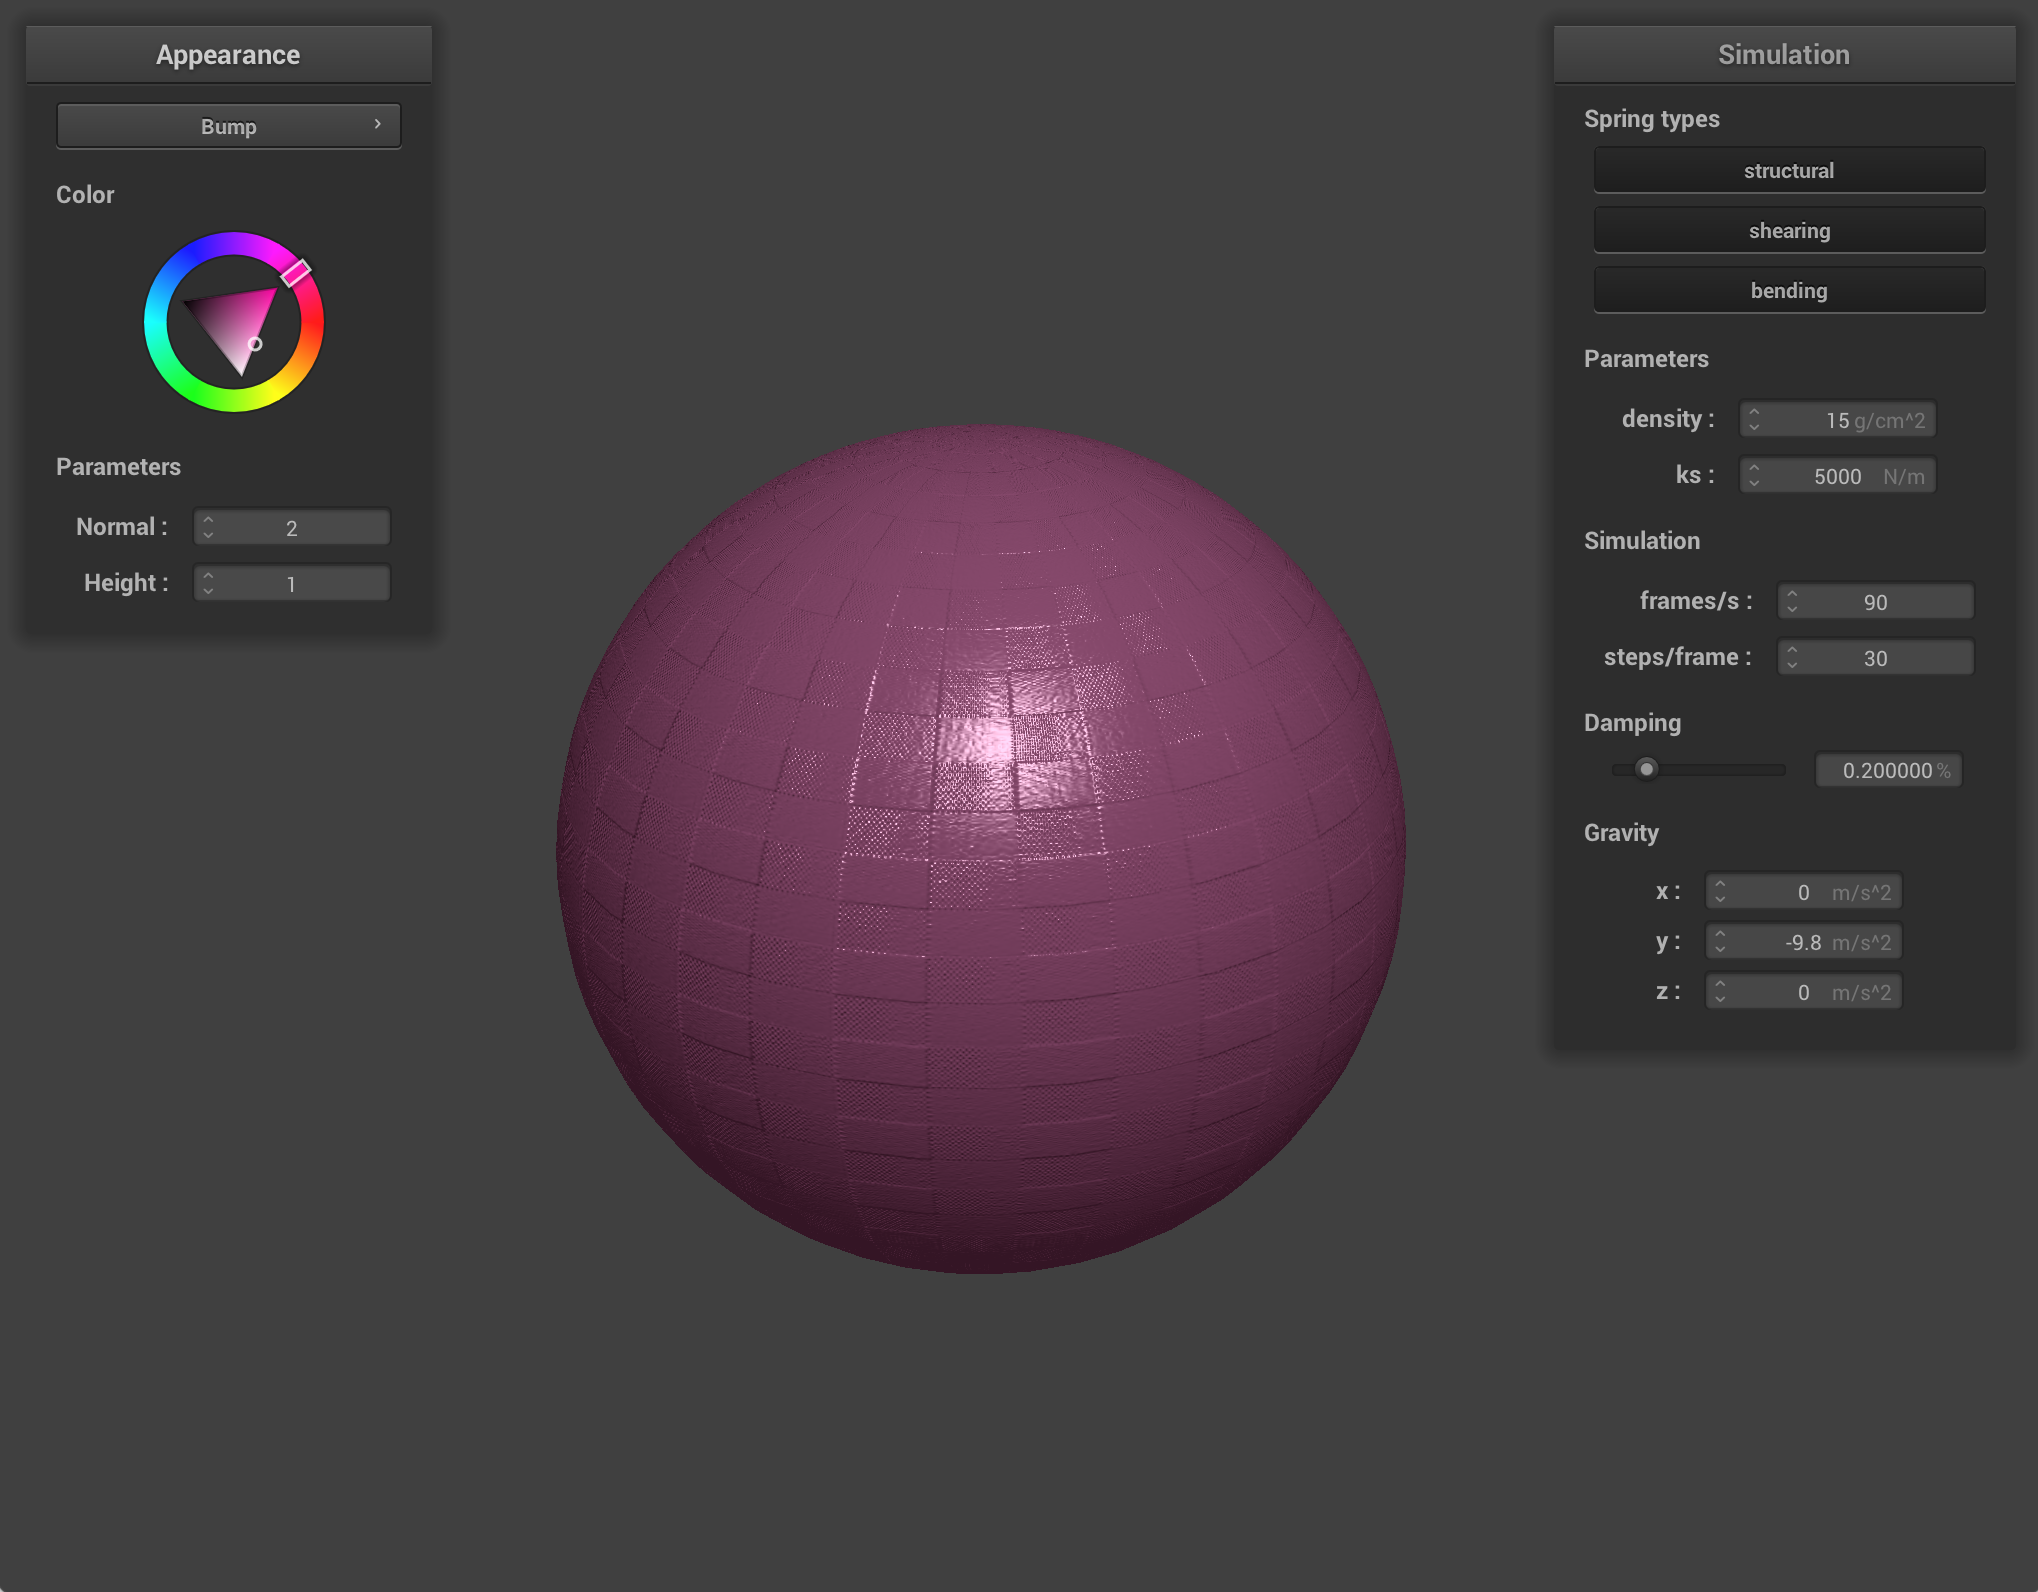 Appearance
Bump
Color
Parameters
Normal : 2
Height : 1
Simulation
Spring types
structural
shearing
bending
Parameters
density : 15 g/cm^2
ks : 5000 N/m
Simulation
frames/s : 90
steps/frame : 30
Damping
0.200000 %
Gravity
x : 0 m/s^2
y : -9.8 m/s^2
z : 0 m/s^2